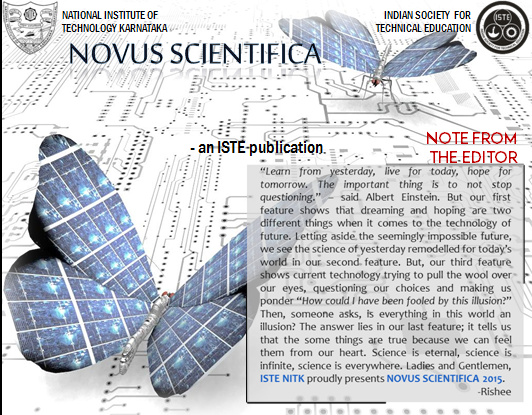 NATIONAL INSTITUTE OF
TECHNOLOGY KARNATAKA
INDIAN SOCIETY FOR
TECHNICAL EDUCATION
ISTE
NOVUS SCIENTIFICA
- an ISTE publication
NOTE FROM
THE EDITOR
“Learn from yesterday, live for today, hope for
tomorrow. The important thing is to not stop
questioning.” – said Albert Einstein. But our first
feature shows that dreaming and hoping are two
different things when it comes to the technology of
future. Letting aside the seemingly impossible future,
we see the science of yesterday remodelled for today's
world in our second feature. But, our third feature
shows current technology trying to pull the wool over
our eyes, questioning our choices and making us
ponder “How could I have been fooled by this illusion?”
Then, someone asks, is everything in this world an
illusion? The answer lies in our last feature; it tells us
that the some things are true because we can feel
them from our heart. Science is eternal, science is
infinite, science is everywhere. Ladies and Gentlemen,
ISTE NITK proudly presents NOVUS SCIENTIFICA 2015.
-Rishee